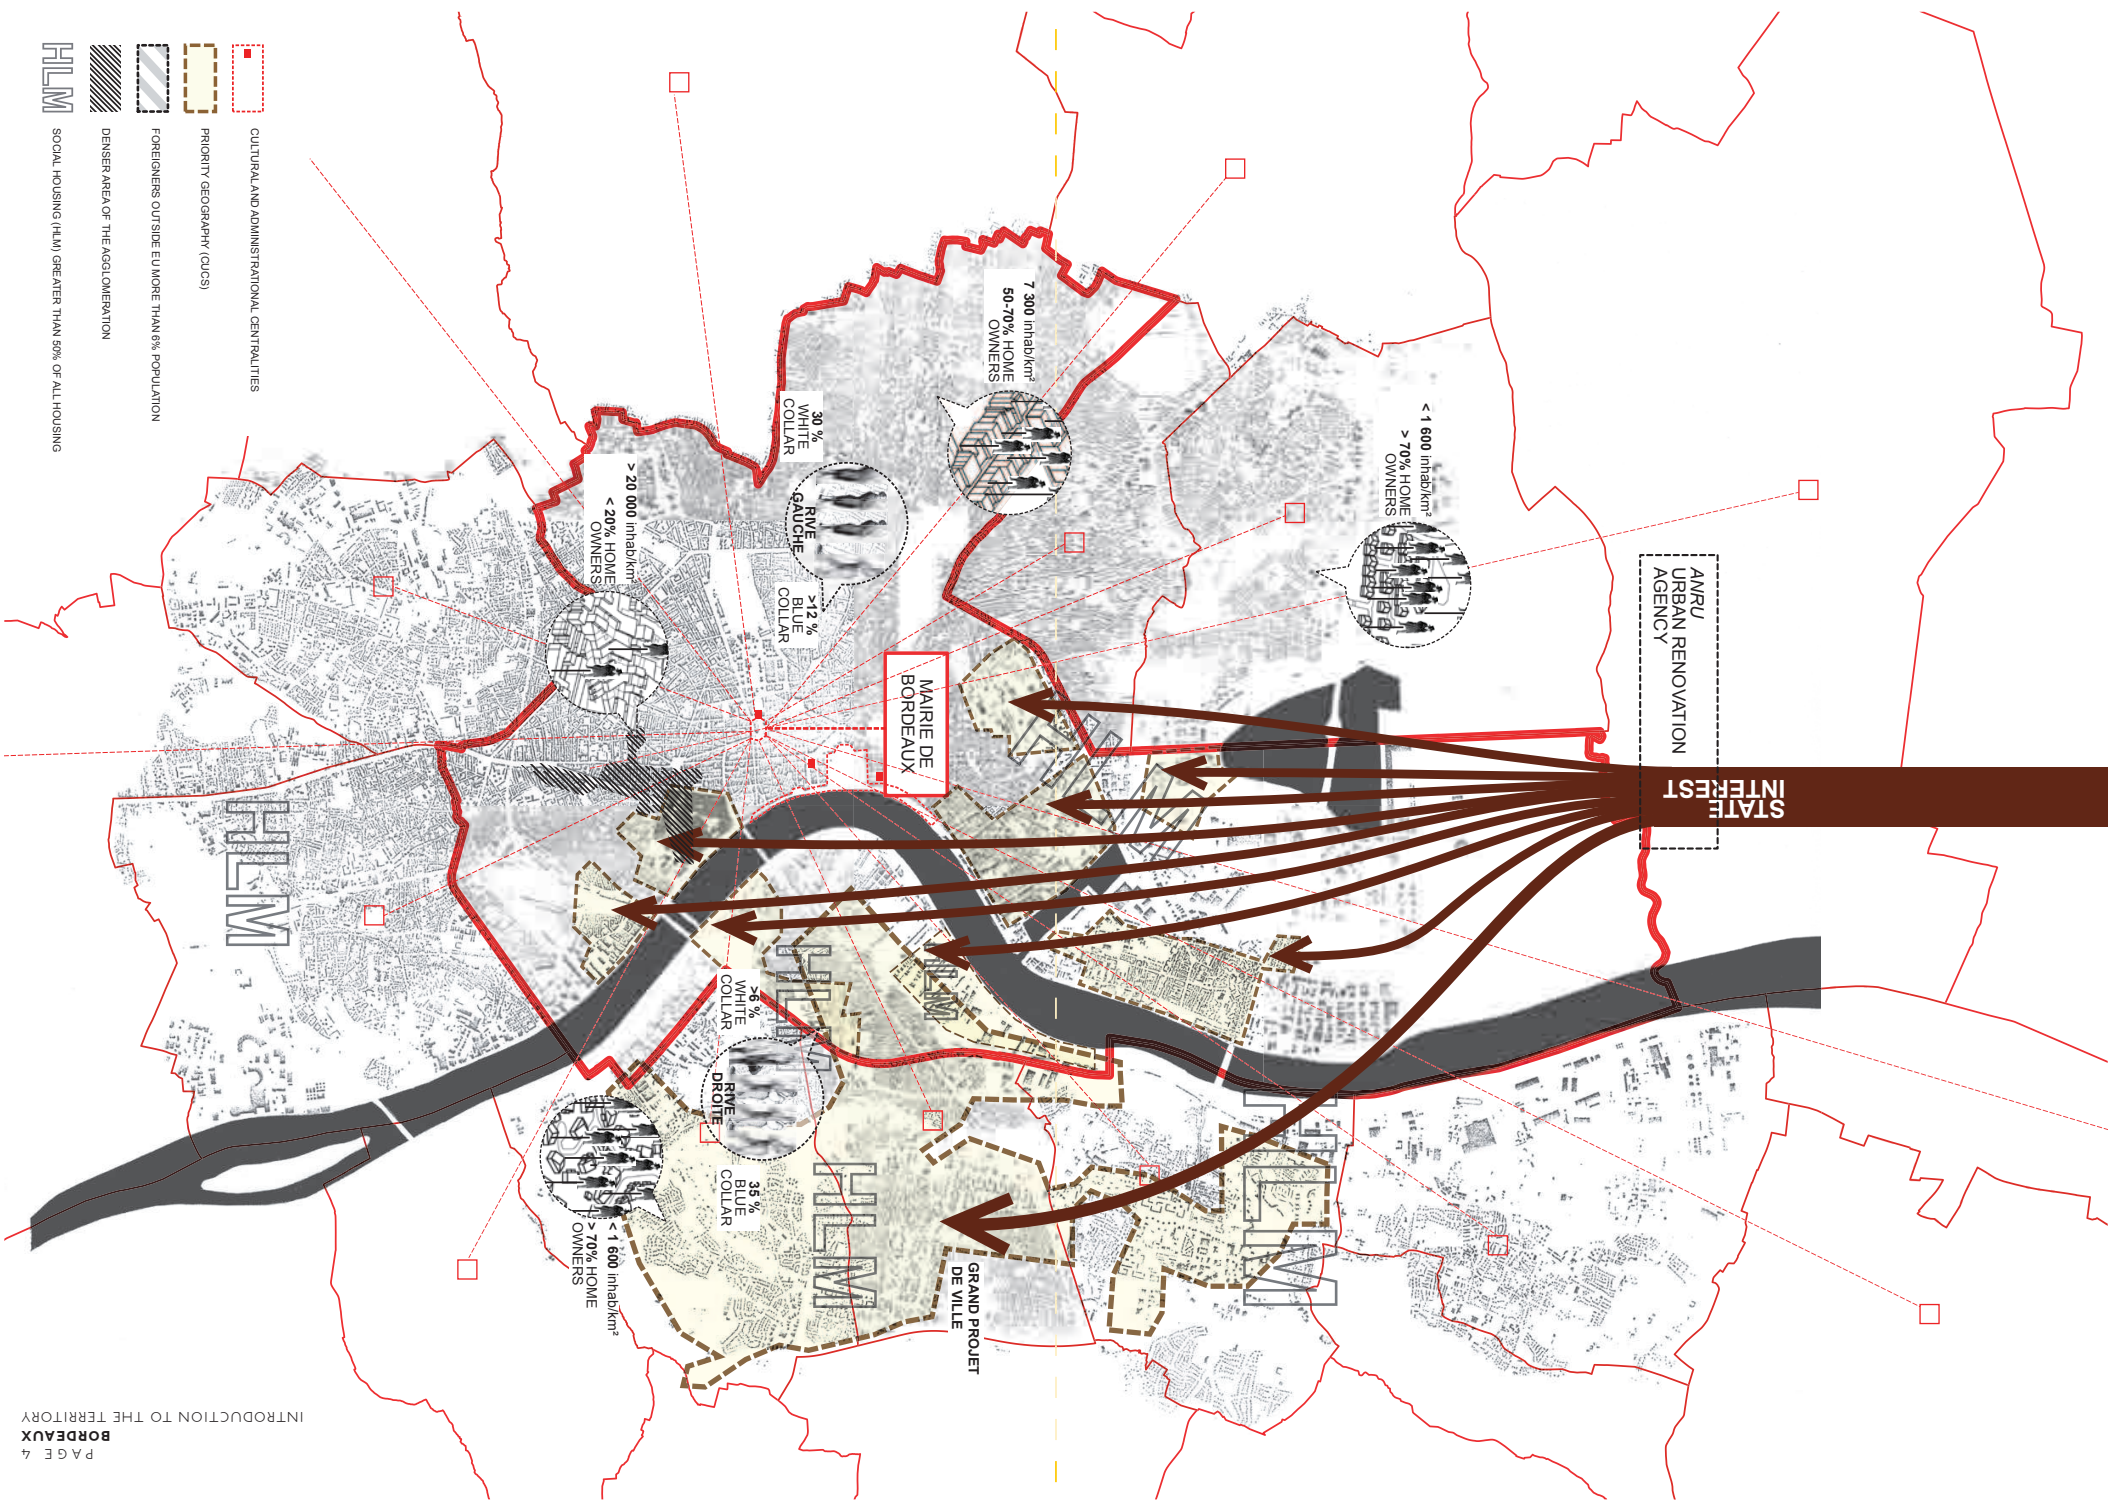 CULTURAL AND ADMINISTRATIONAL CENTRALITIES
PRIORITY GEOGRAPHY (CUCS)
FOREIGNERS OUTSIDE EU MORE THAN 6% POPULATION
DENSER AREA OF THE AGGLOMERATION
HLM
SOCIAL HOUSING (HLM) GREATER THAN 50% OF ALL HOUSING
ANRU
URBAN RENOVATION
AGENCY
STATE
INTEREST
< 1 600 inhab/km²
> 70% HOME
OWNERS
7 300 inhab/km²
50-70% HOME
OWNERS
30 %
WHITE
COLLAR
RIVE
GAUCHE
>12 %
BLUE
COLLAR
> 20 000 inhab/km²
< 20% HOME
OWNERS
MAIRIE DE
BORDEAUX
HLM
HLM
HLM
HLM
HLM
HLM
>6 %
WHITE
COLLAR
RIVE
DROITE
35 %
BLUE
COLLAR
< 1 600 inhab/km²
> 70% HOME
OWNERS
GRAND PROJET
DE VILLE
PAGE 4
BORDEAUX
INTRODUCTION TO THE TERRITORY